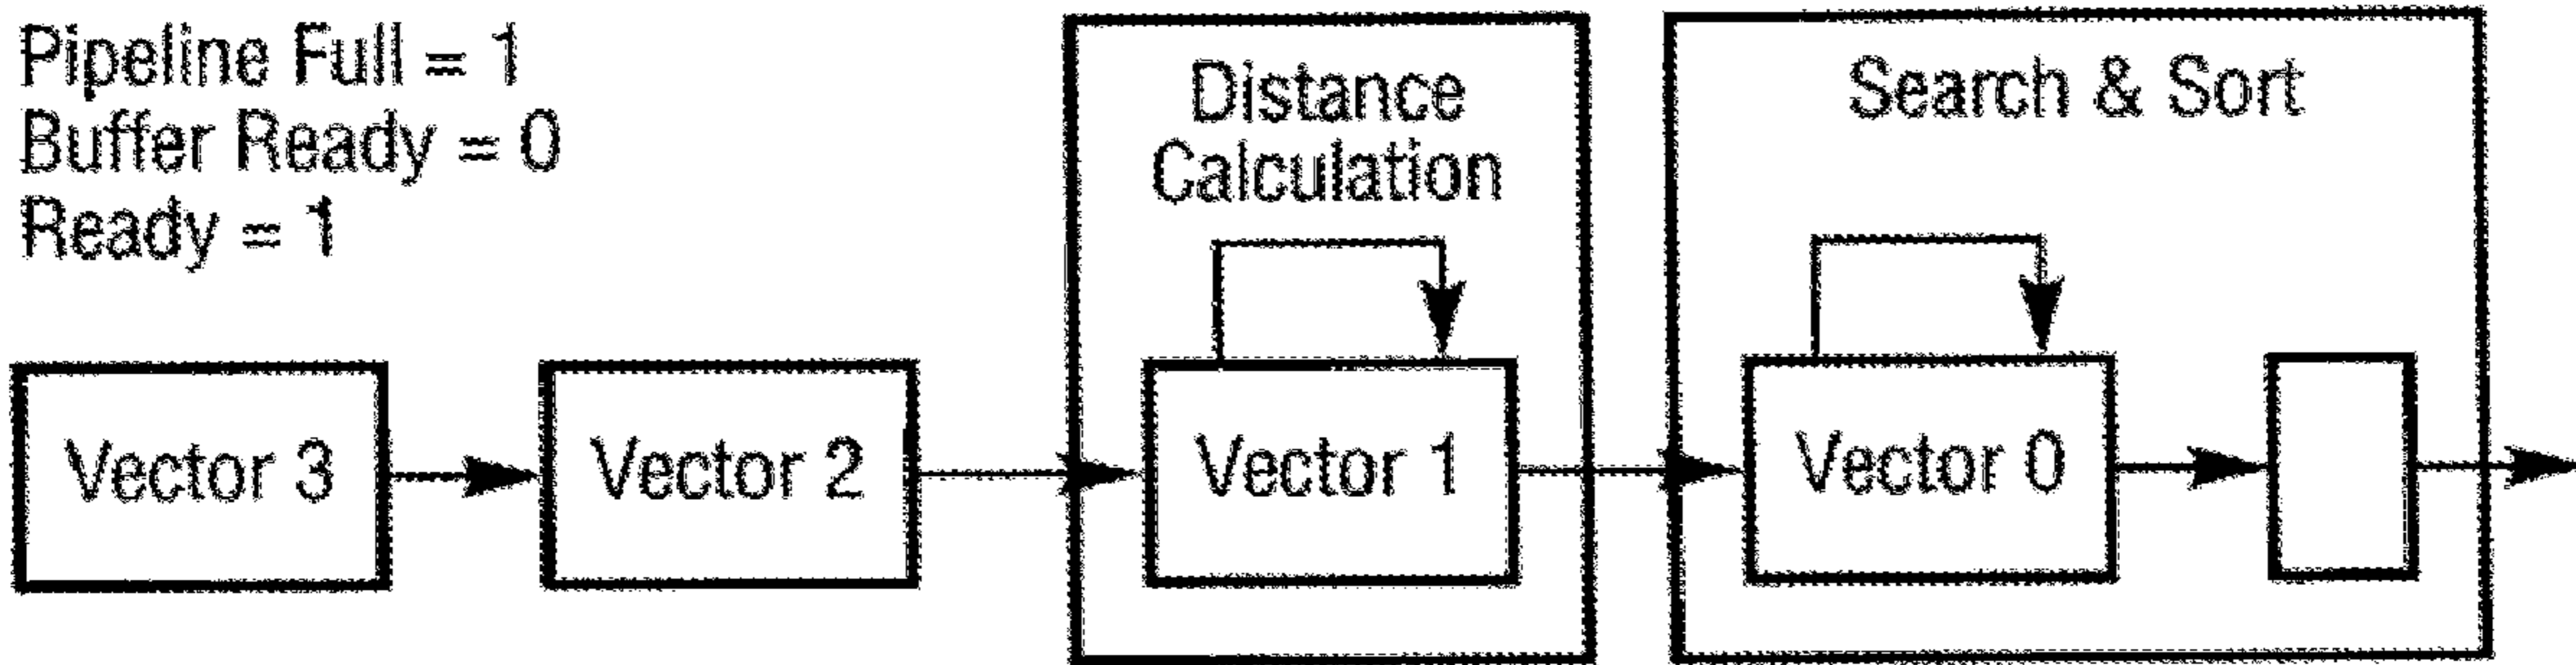 Pipeline Full = 1
Buffer Ready = 0
Ready = 1
Distance
Calculation
Search & Sort
Vector 3
Vector 2
Vector 1
Vector 0